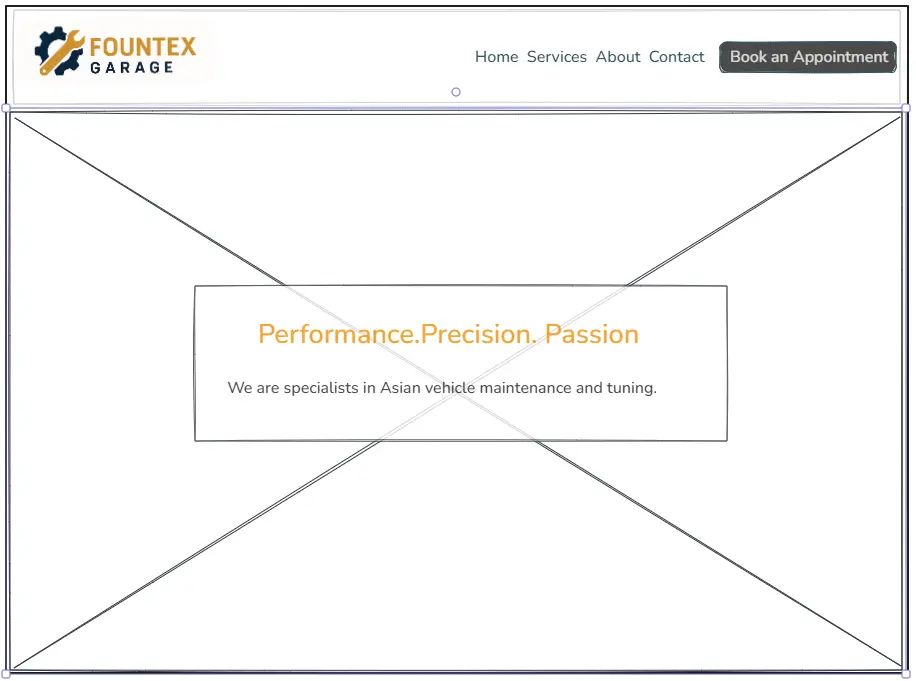 FOUNTEX
GARAGE
Home Services About Contact Book an Appointment
Performance.Precision. Passion
We are specialists in Asian vehicle maintenance and tuning.